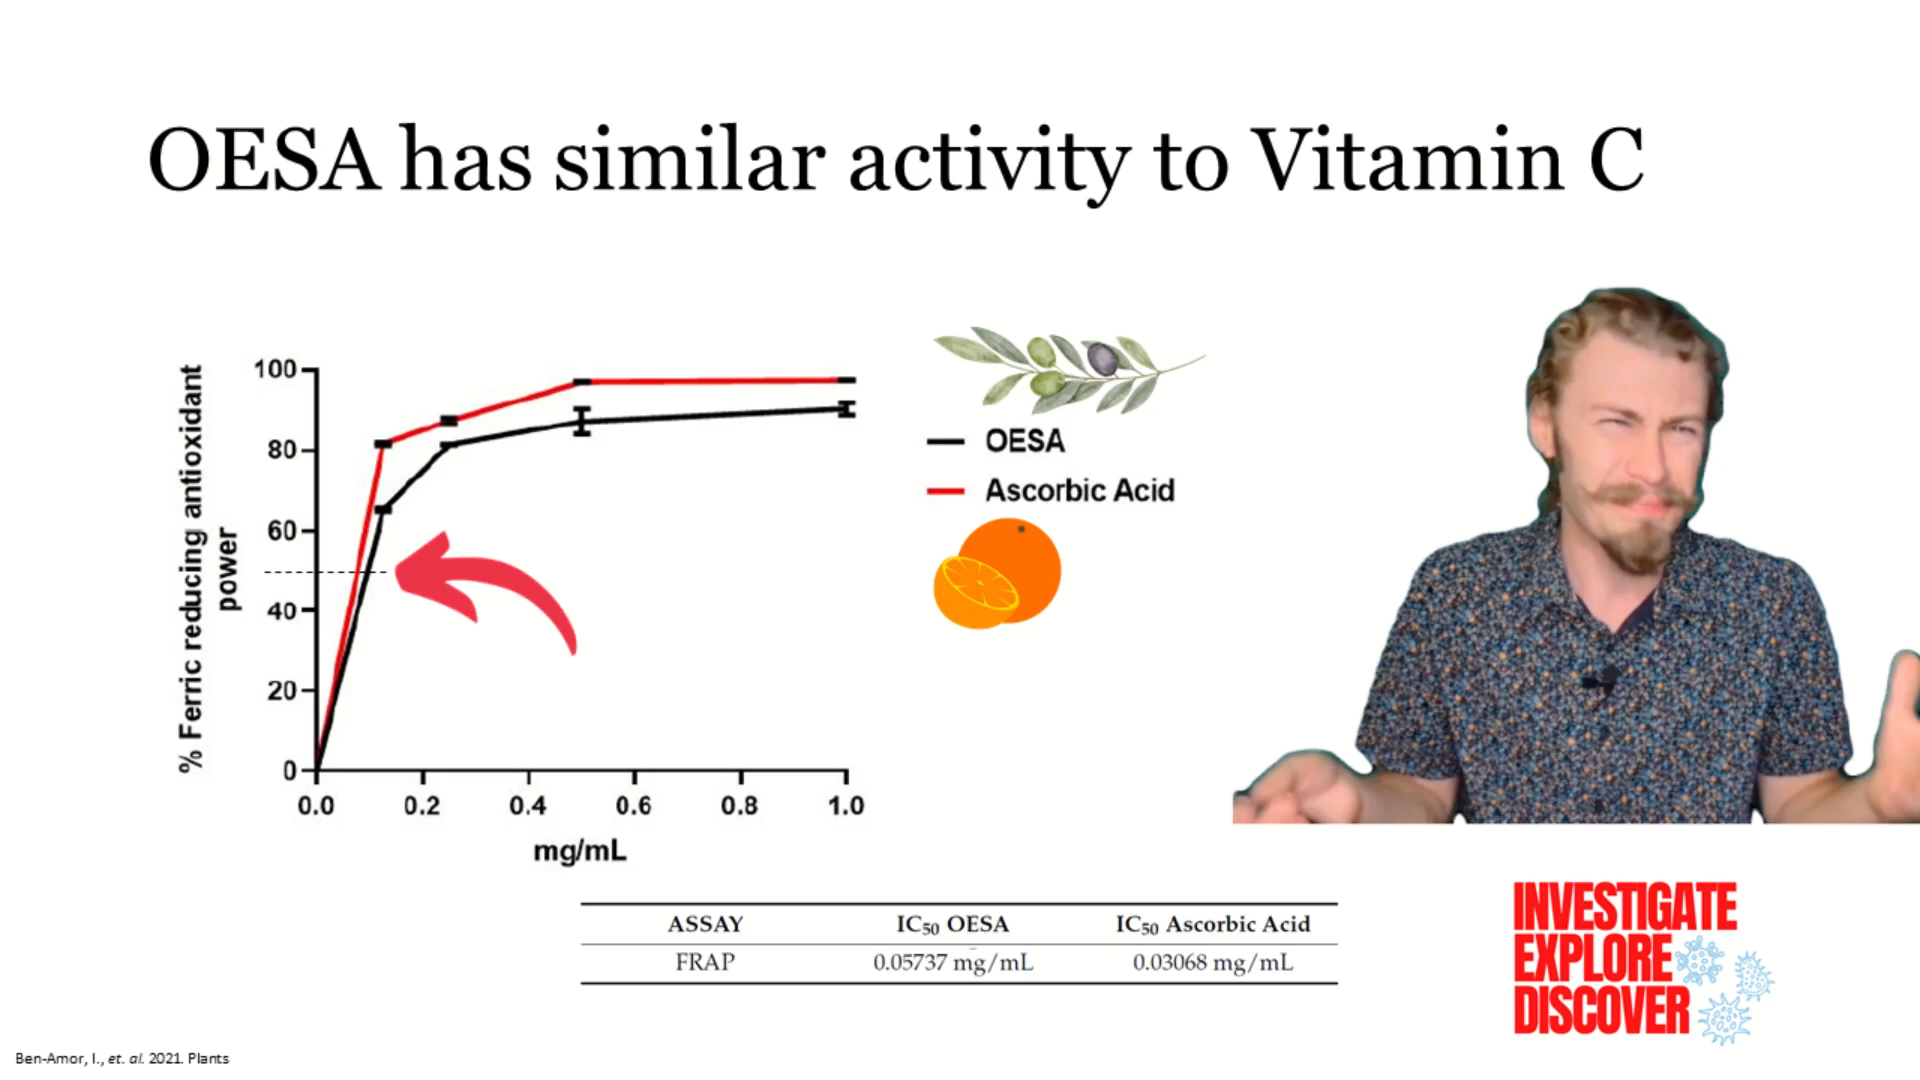 OESA has similar activity to Vitamin C
% Ferric reducing antioxidant
power
100
80
60
40
20
0
0.0 0.2 0.4 0.6 0.8 1.0
mg/mL
OESA
Ascorbic Acid
ASSAY IC₅₀ OESA IC₅₀ Ascorbic Acid
FRAP 0.05737 mg/mL 0.03068 mg/mL
INVESTIGATE
EXPLORE
DISCOVER
Ben-Amor, I., et. al. 2021. Plants